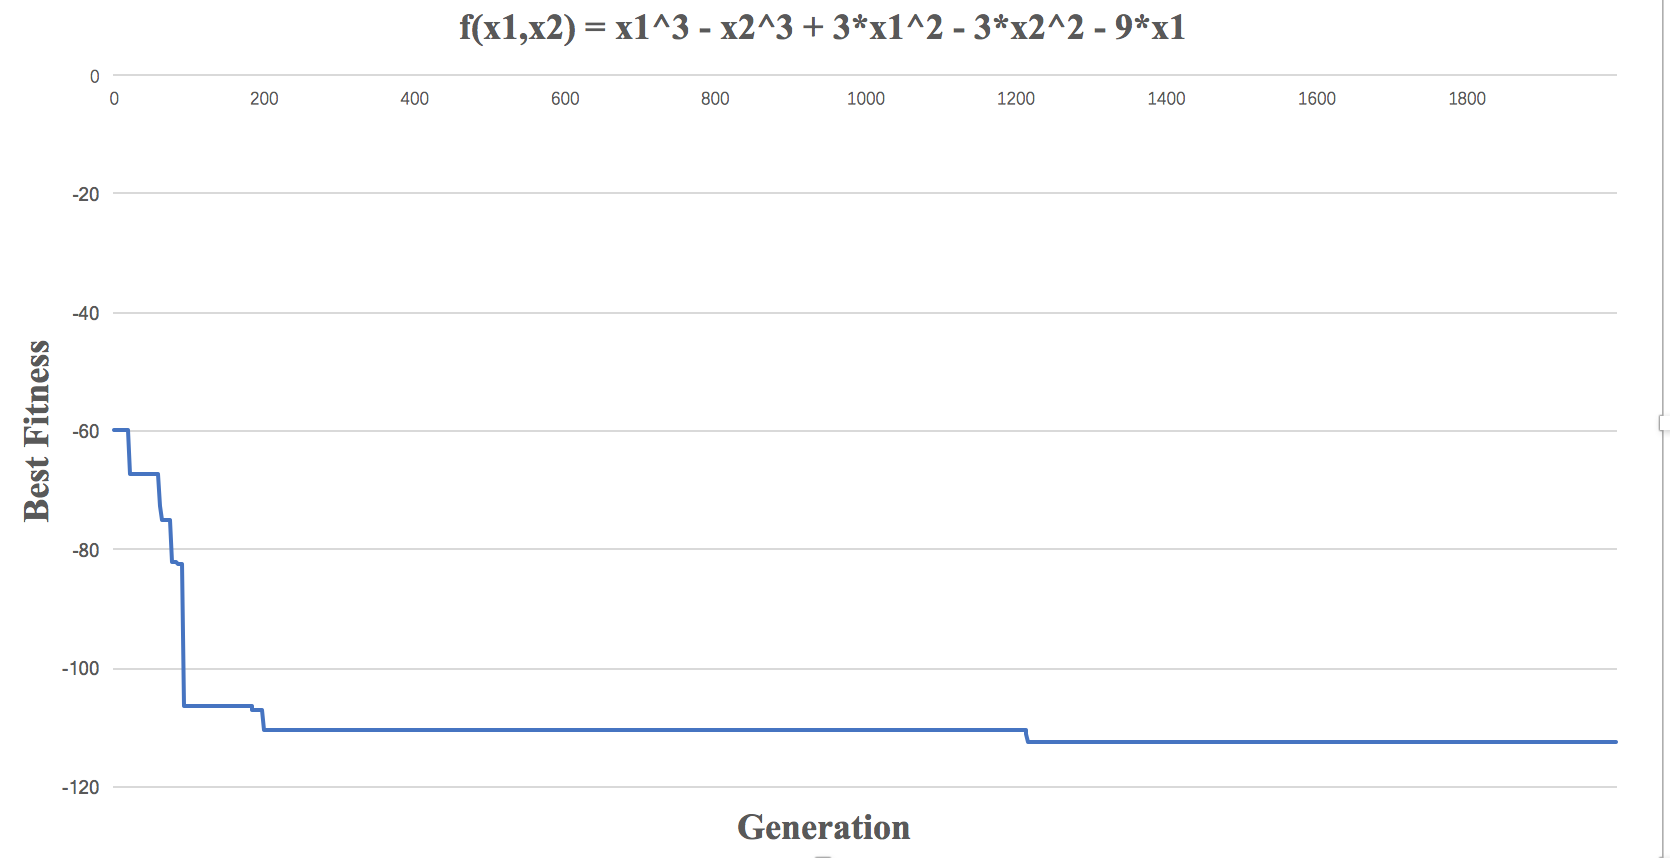 f(x1,x2) = x1^3 - x2^3 + 3*x1^2 - 3*x2^2 - 9*x1
0
0 200 400 600 800 1000 1200 1400 1600 1800
-20
-40
Best Fitness
-60
-80
-100
-120
Generation